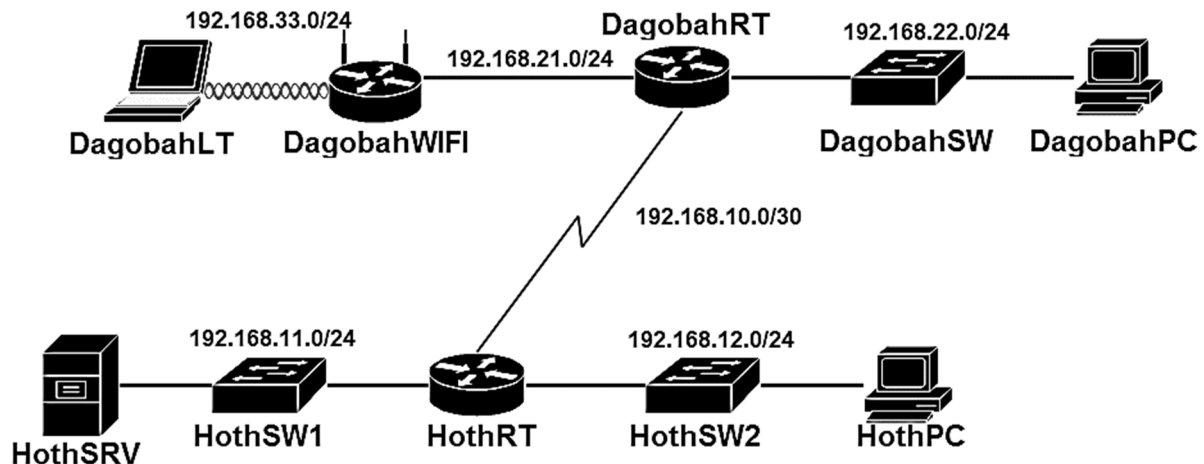 192.168.33.0/24
DagobahRT
192.168.21.0/24
192.168.22.0/24
DagobahLT
DagobahWIFI
DagobahSW
DagobahPC
192.168.10.0/30
192.168.11.0/24
192.168.12.0/24
HothSRV
HothSW1
HothRT
HothSW2
HothPC